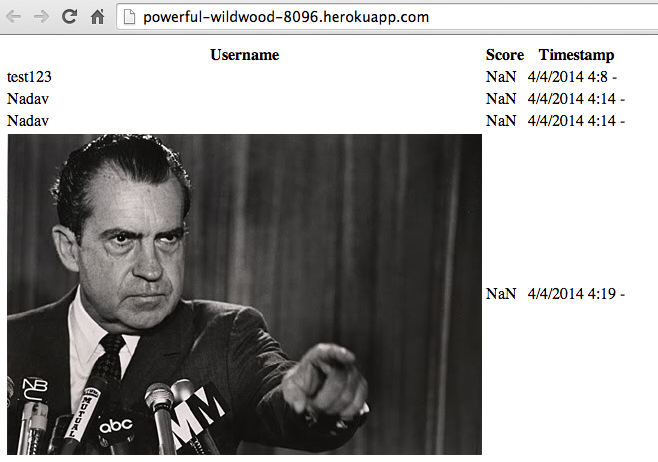 powerful-wildwood-8096.herokuapp.com
Username Score Timestamp
test123 NaN 4/4/2014 4:8 -
Nadav NaN 4/4/2014 4:14 -
Nadav NaN 4/4/2014 4:14 -
NaN 4/4/2014 4:19 -
NBC
MUTUAL
abc
MM